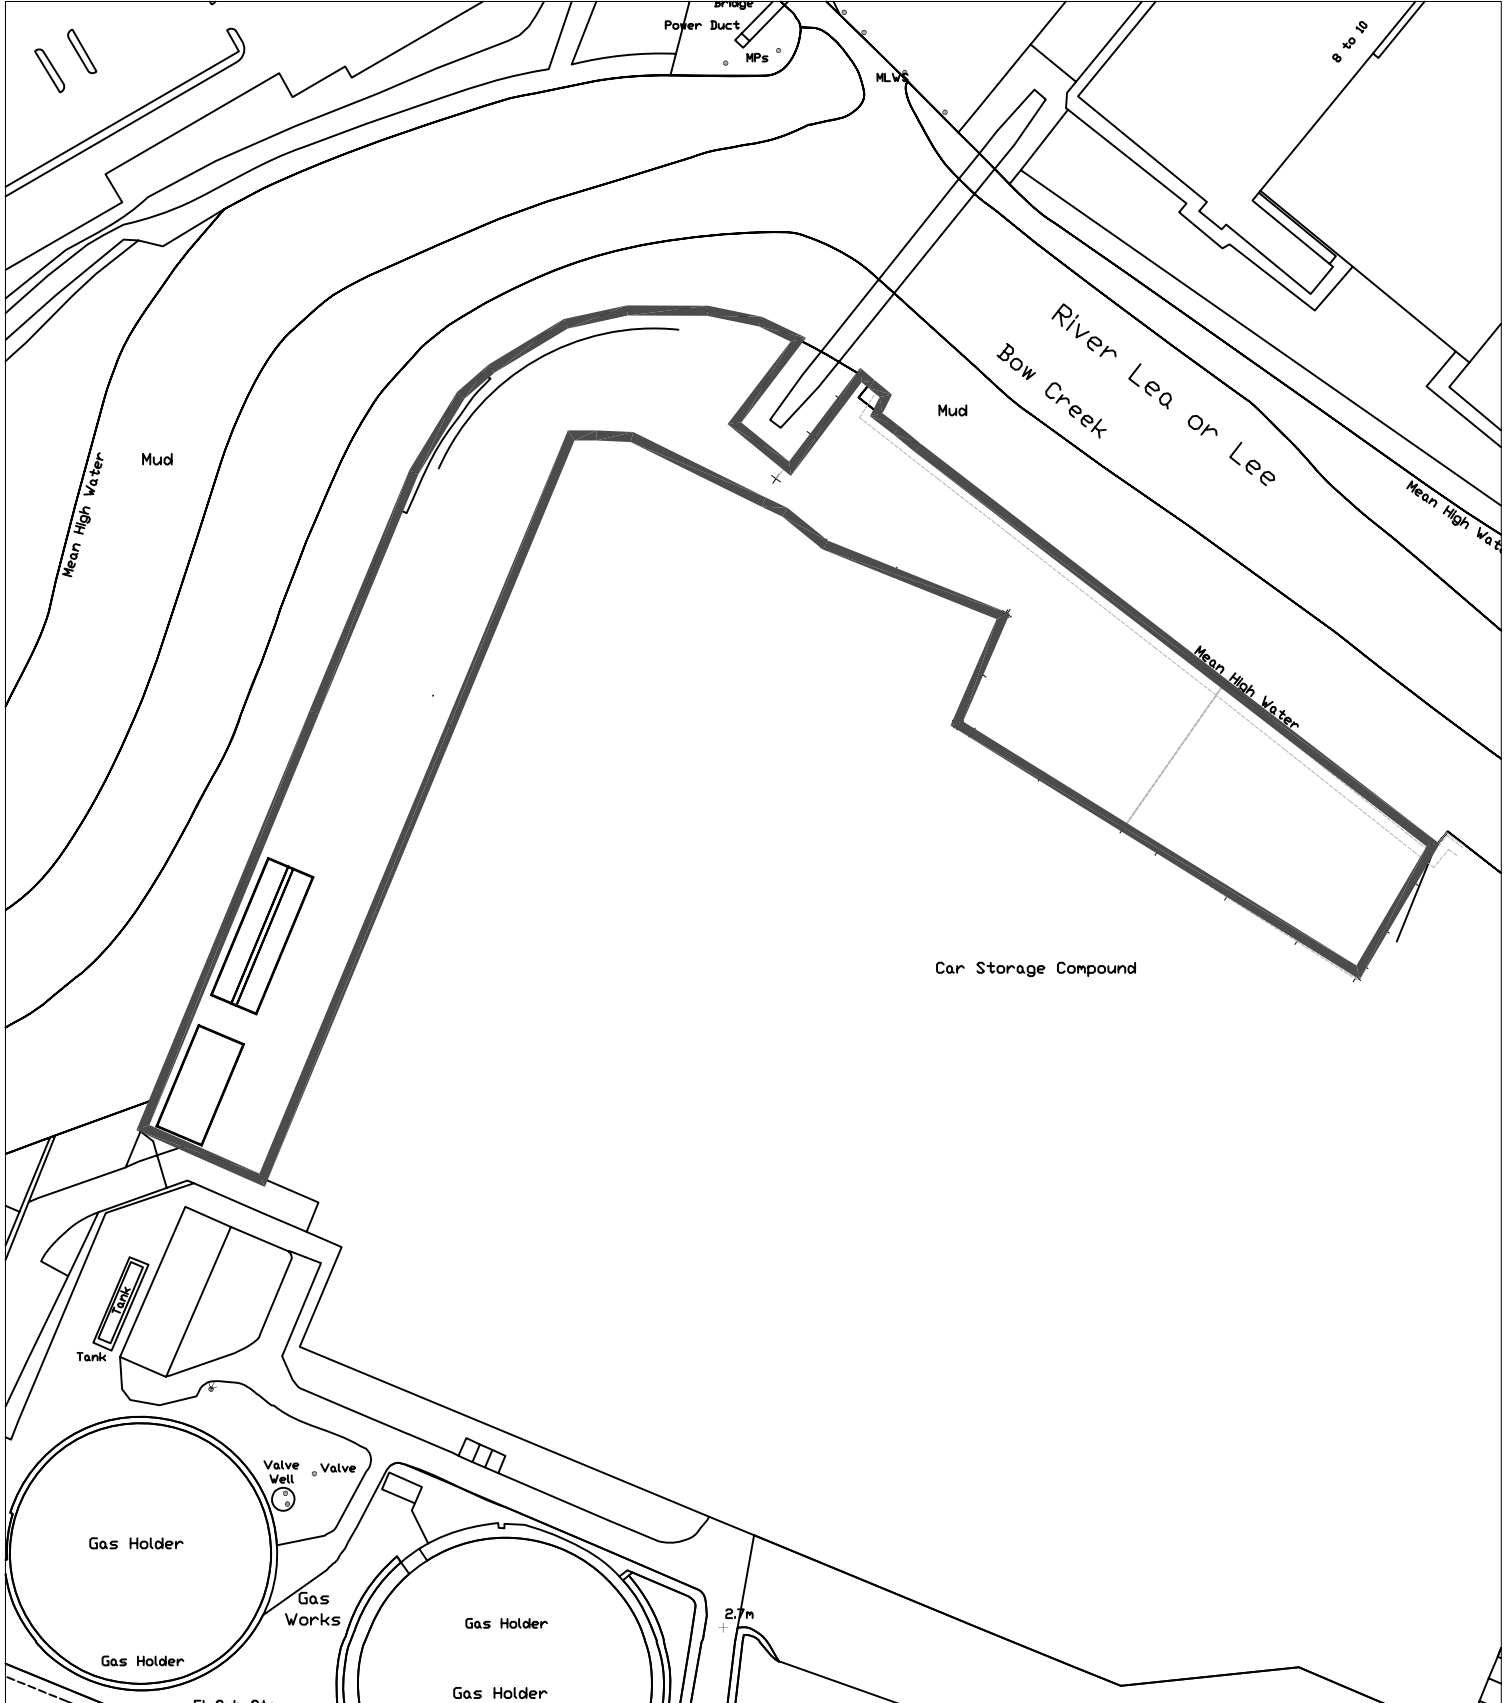 Bridge
Power Duct
MPs
MLWS
8 to 10
River Lea or Lee
Bow Creek
Mud
Mud
Mean High Water
Mean High Wate
Mean High Water
Car Storage Compound
Tank
Tank
Valve
Well
Valve
Gas Holder
Gas
Works
Gas Holder
2.7m
Gas Holder
Gas Holder